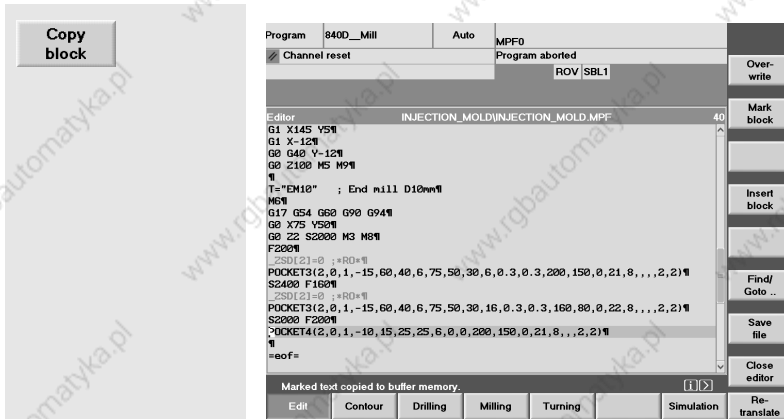 Copy
block
Program 840D__Mill Auto MPF0
Channel reset Program aborted
ROV SBL1
Editor INJECTION_MOLD\INJECTION_MOLD.MPF 40
G1 X145 Y5¶
G1 X-12¶
G0 G40 Y-12¶
G0 Z100 M5 M9¶
¶
T="EM10" ; End mill D10mm¶
M6¶
G17 G54 G60 G90 G94¶
G0 X75 Y50¶
G0 Z2 S2000 M3 M8¶
F200¶
_ZSD[2]=0 ;*RO*¶
POCKET3(2,0,1,-15,60,40,6,75,50,30,6,0.3,0.3,200,150,0,21,8,,,,2,2)¶
S2400 F160¶
_ZSD[2]=0 ;*RO*¶
POCKET3(2,0,1,-15,60,40,6,75,50,30,16,0.3,0.3,160,80,0,22,8,,,,2,2)¶
S2000 F200¶
POCKET4(2,0,1,-10,15,25,25,6,0,0,200,150,0,21,8,,,2,2)¶
¶
=eof=
Marked text copied to buffer memory.
Edit Contour Drilling Milling Turning Simulation
Over-
write
Mark
block
Insert
block
Find/
Goto ..
Save
file
Close
editor
Re-
translate
www.rgbautomatyka.pl